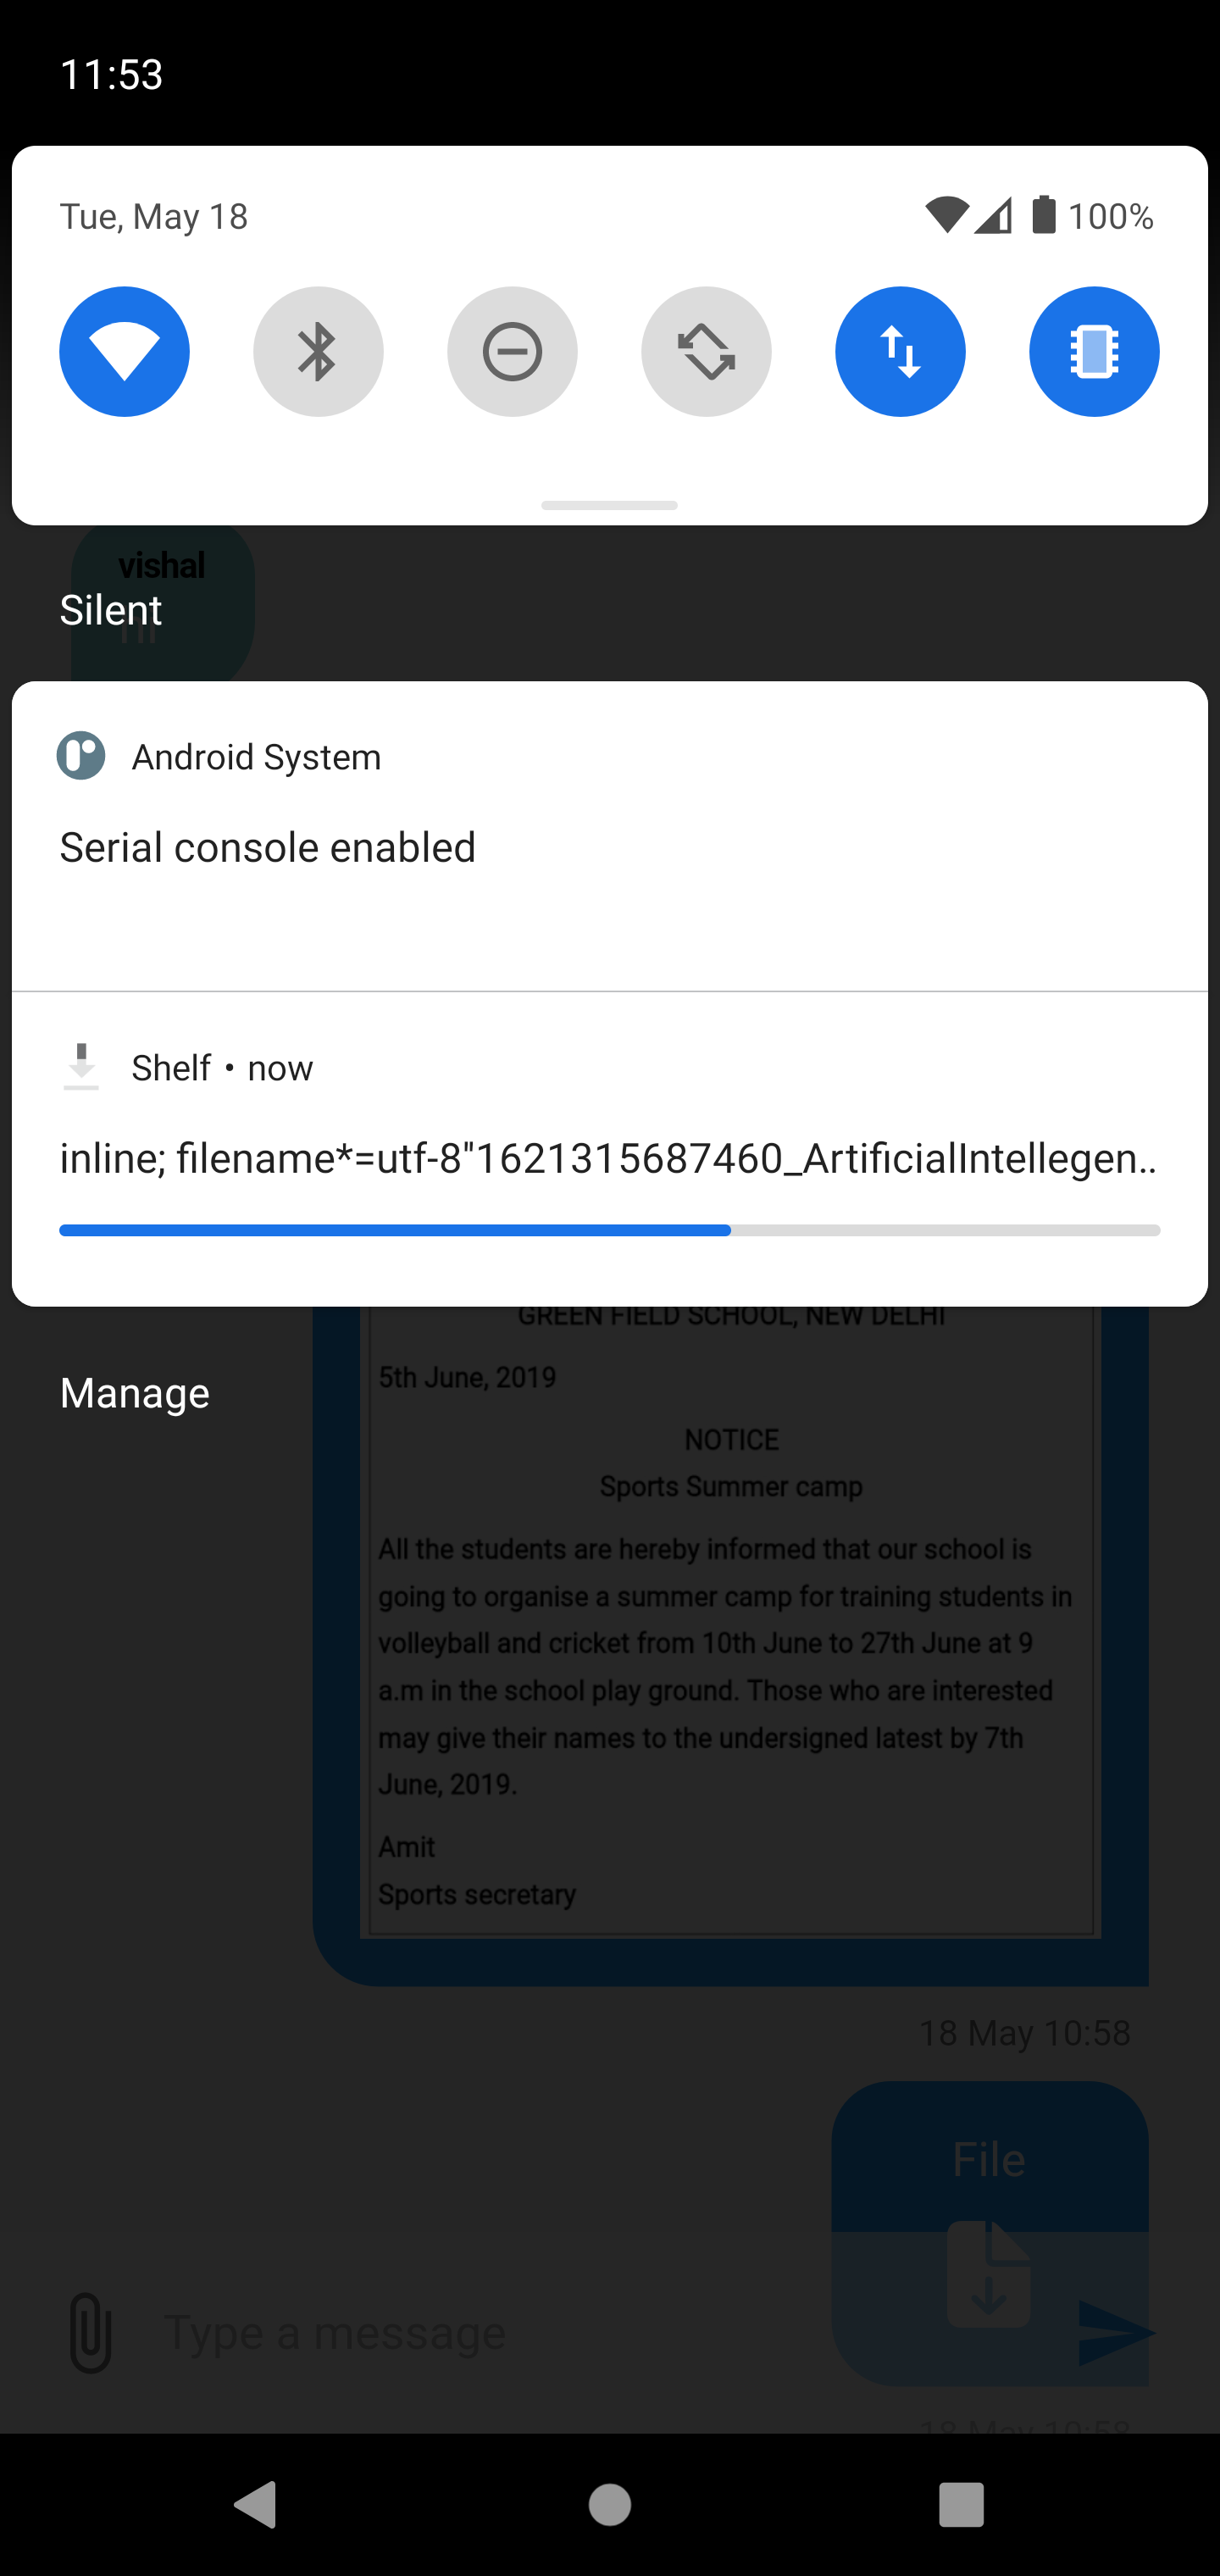 11:53
Tue, May 18
100%
vishal
Silent
Android System
Serial console enabled
Shelf • now
inline; filename*=utf-8"1621315687460_ArtificialIntellegen..
GREEN FIELD SCHOOL, NEW DELHI
Manage
5th June, 2019
NOTICE
Sports Summer camp
All the students are hereby informed that our school is
going to organise a summer camp for training students in
volleyball and cricket from 10th June to 27th June at 9
a.m in the school play ground. Those who are interested
may give their names to the undersigned latest by 7th
June, 2019.
Amit
Sports secretary
18 May 10:58
File
Type a message
18 May 10:58